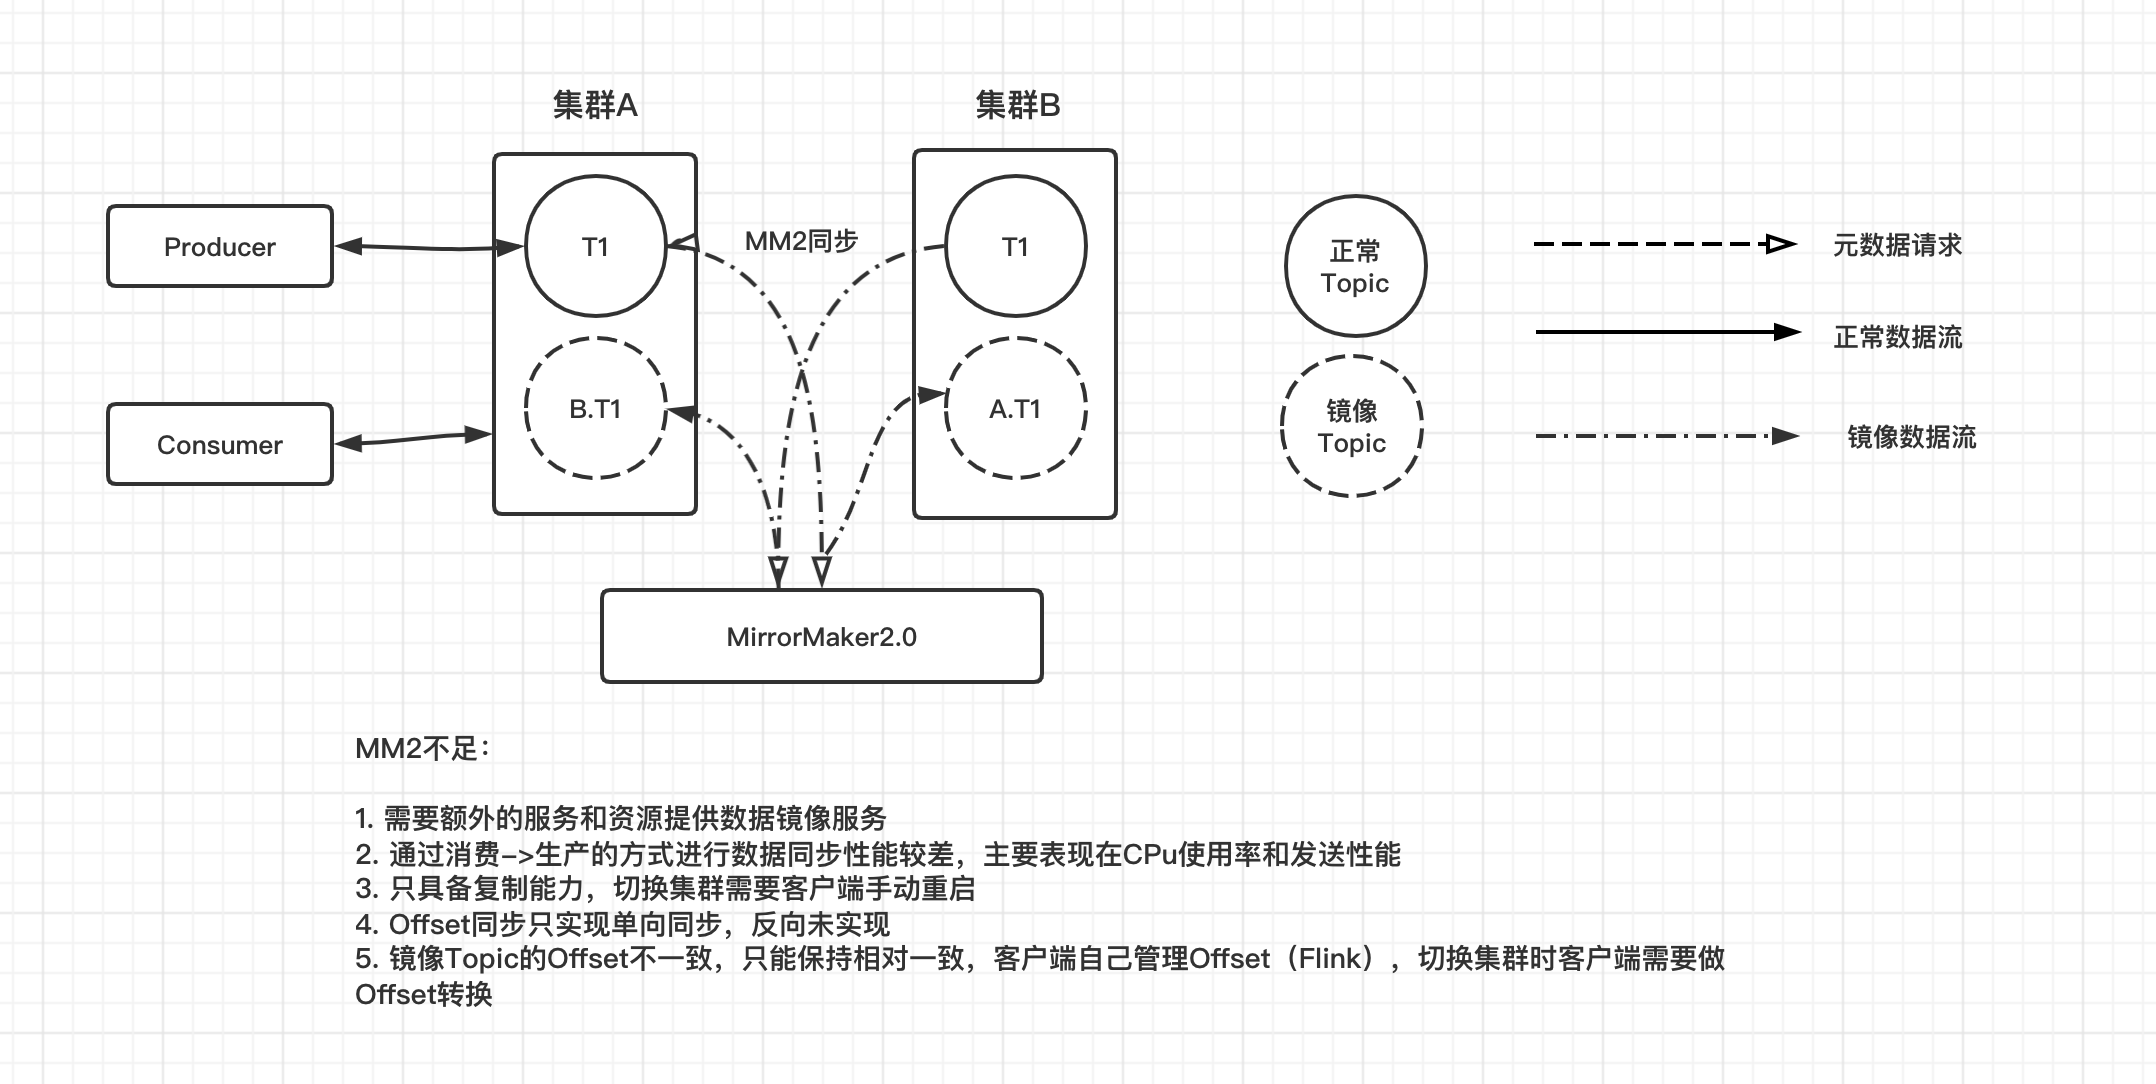 集群A
集群B
Producer
T1
MM2同步
T1
正常
Topic
元数据请求
正常数据流
Consumer
B.T1
A.T1
镜像
Topic
镜像数据流
MirrorMaker2.0
MM2不足：
1. 需要额外的服务和资源提供数据镜像服务
2. 通过消费->生产的方式进行数据同步性能较差，主要表现在CPu使用率和发送性能
3. 只具备复制能力，切换集群需要客户端手动重启
4. Offset同步只实现单向同步，反向未实现
5. 镜像Topic的Offset不一致，只能保持相对一致，客户端自己管理Offset（Flink），切换集群时客户端需要做
Offset转换